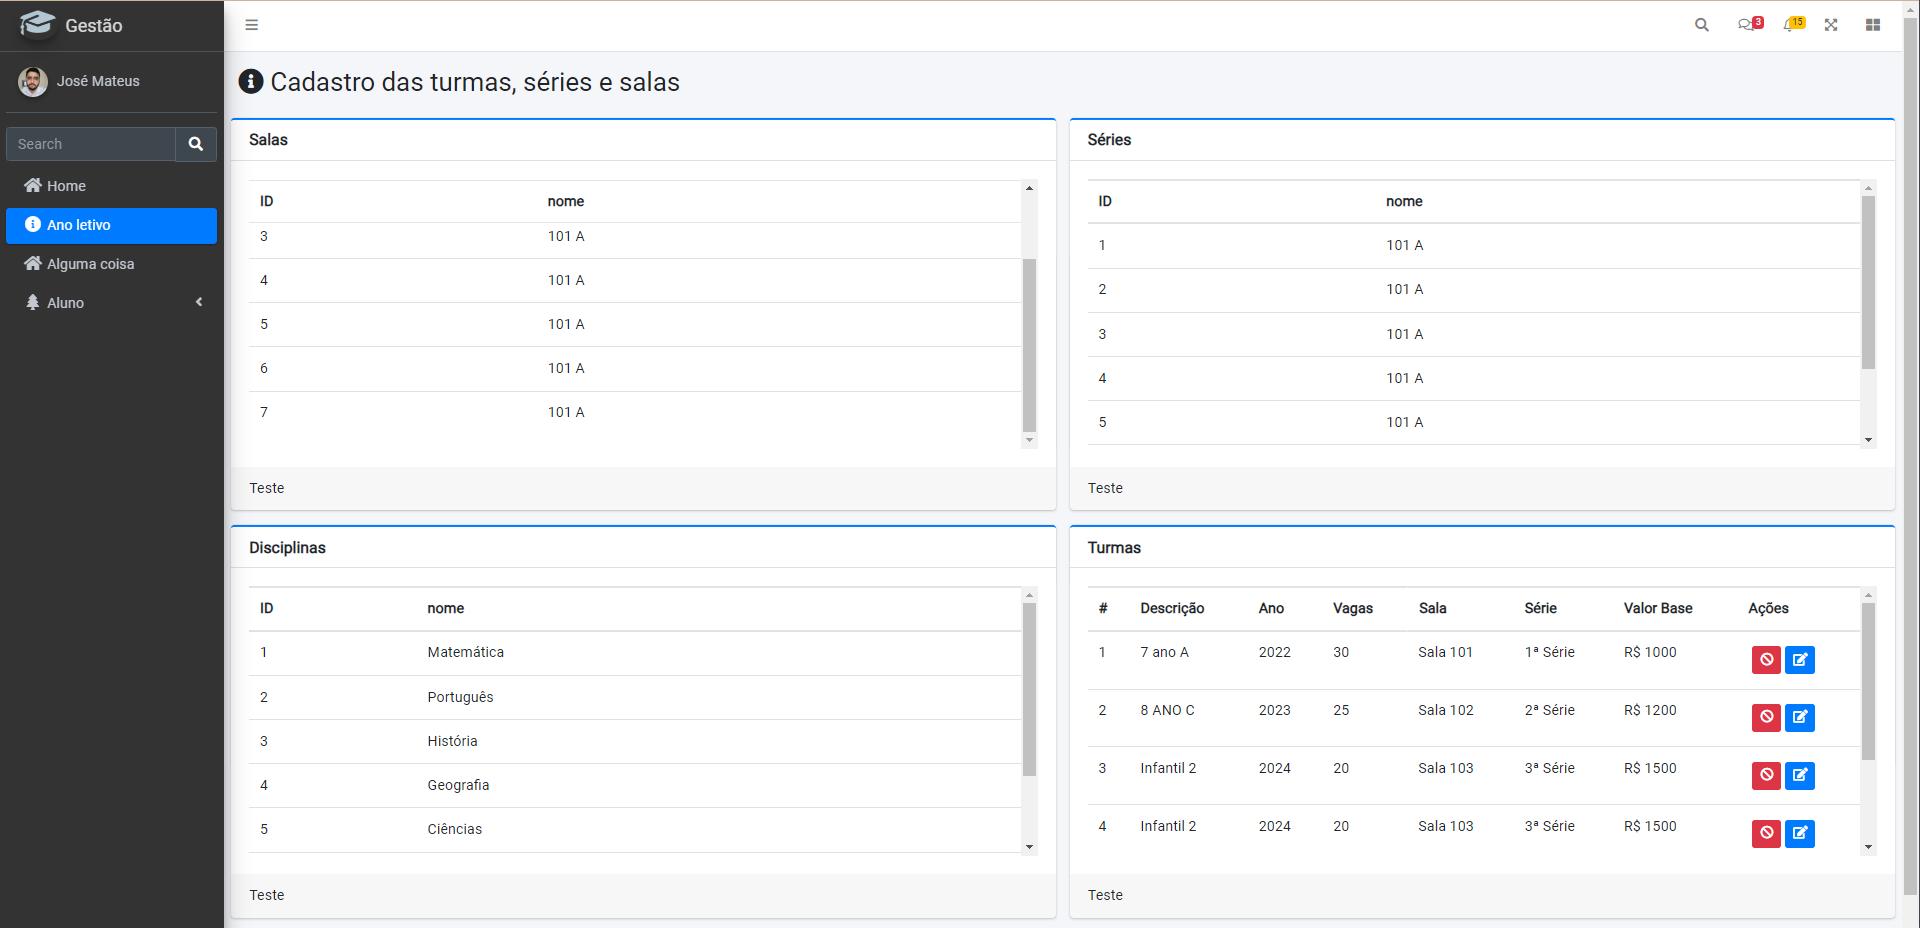 Gestão
3
15
José Mateus
Cadastro das turmas, séries e salas
Search
Home
Ano letivo
Alguma coisa
Aluno
Salas
ID nome
3 101 A
4 101 A
5 101 A
6 101 A
7 101 A
Teste
Séries
ID nome
1 101 A
2 101 A
3 101 A
4 101 A
5 101 A
Teste
Disciplinas
ID nome
1 Matemática
2 Português
3 História
4 Geografia
5 Ciências
Teste
Turmas
# Descrição Ano Vagas Sala Série Valor Base Ações
1 7 ano A 2022 30 Sala 101 1ª Série R$ 1000
2 8 ANO C 2023 25 Sala 102 2ª Série R$ 1200
3 Infantil 2 2024 20 Sala 103 3ª Série R$ 1500
4 Infantil 2 2024 20 Sala 103 3ª Série R$ 1500
Teste